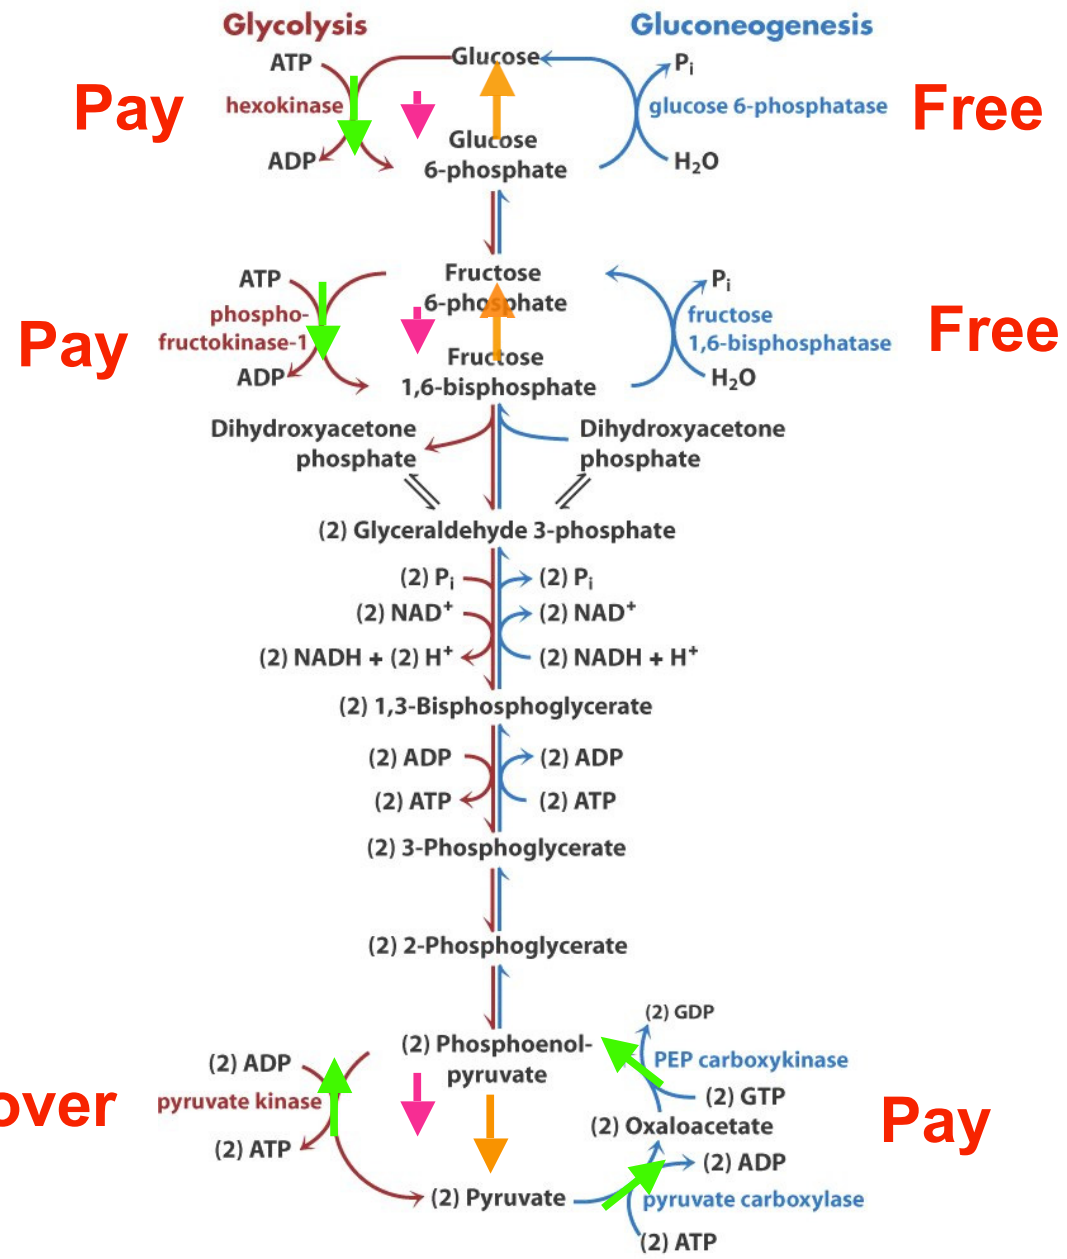 Glycolysis
Gluconeogenesis
ATP
Glucose
Pi
Pay
hexokinase
glucose 6-phosphatase
Free
ADP
Glucose
6-phosphate
H2O
ATP
Fructose
6-phosphate
Pi
Pay
phospho-
fructokinase-1
fructose
1,6-bisphosphatase
Free
ADP
Fructose
1,6-bisphosphate
H2O
Dihydroxyacetone
phosphate
Dihydroxyacetone
phosphate
(2) Glyceraldehyde 3-phosphate
(2) Pi
(2) Pi
(2) NAD+
(2) NAD+
(2) NADH + (2) H+
(2) NADH + H+
(2) 1,3-Bisphosphoglycerate
(2) ADP
(2) ADP
(2) ATP
(2) ATP
(2) 3-Phosphoglycerate
(2) 2-Phosphoglycerate
(2) GDP
(2) Phosphoenol-
pyruvate
(2) ADP
PEP carboxykinase
over
pyruvate kinase
(2) GTP
Pay
(2) Oxaloacetate
(2) ATP
(2) ADP
(2) Pyruvate
pyruvate carboxylase
(2) ATP